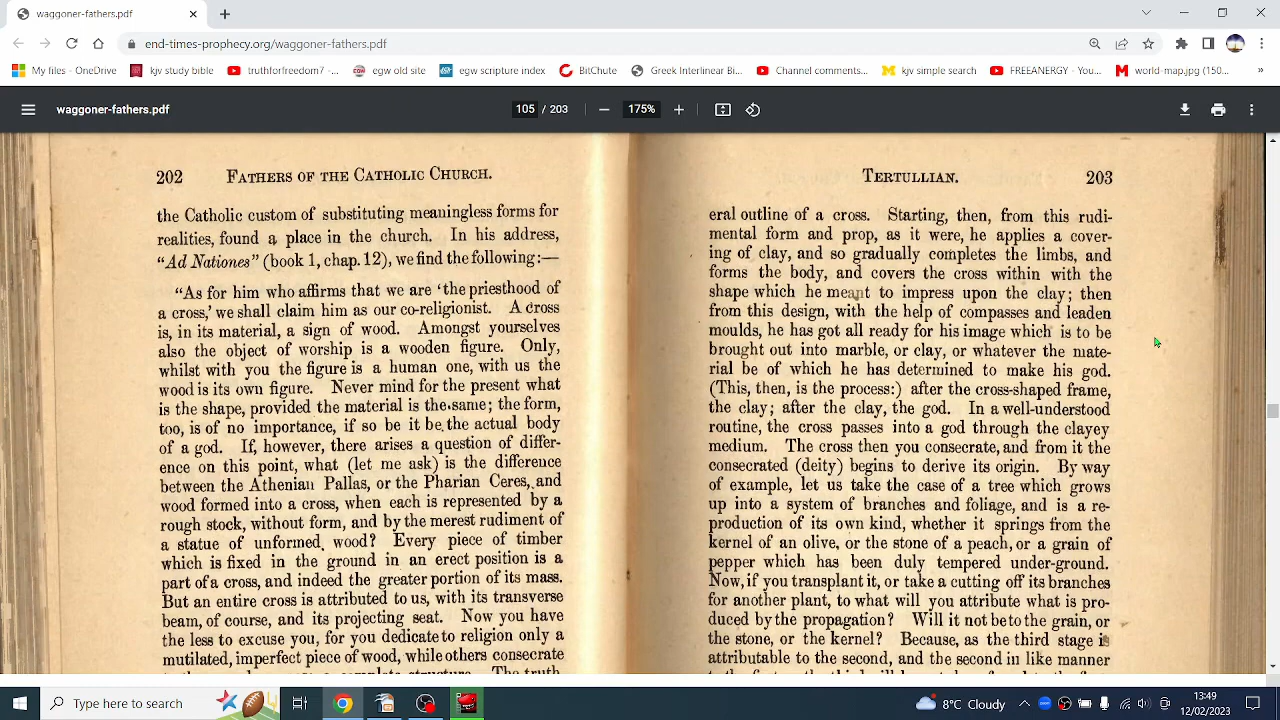 waggoner-fathers.pdf
end-times-prophecy.org/waggoner-fathers.pdf
My files - OneDrive
kjv study bible
truthforfreedom7 -...
egw old site
egw scripture index
BitChute
Greek Interlinear Bi...
Channel comments...
kjv simple search
FREEANERGY - You...
world-map.jpg (150...
»
waggoner-fathers.pdf
105 / 203
175%
202 FATHERS OF THE CATHOLIC CHURCH.
the Catholic custom of substituting meaningless forms for
realities, found a place in the church. In his address,
“Ad Nationes” (book 1, chap. 12), we find the following:—
“As for him who affirms that we are ‘the priesthood of
a cross,’ we shall claim him as our co-religionist. A cross
is, in its material, a sign of wood. Amongst yourselves
also the object of worship is a wooden figure. Only,
whilst with you the figure is a human one, with us the
wood is its own figure. Never mind for the present what
is the shape, provided the material is the same; the form,
too, is of no importance, if so be it be the actual body
of a god. If, however, there arises a question of differ-
ence on this point, what (let me ask) is the difference
between the Athenian Pallas, or the Pharian Ceres, and
wood formed into a cross, when each is represented by a
rough stock, without form, and by the merest rudiment of
a statue of unformed wood? Every piece of timber
which is fixed in the ground in an erect position is a
part of a cross, and indeed the greater portion of its mass.
But an entire cross is attributed to us, with its transverse
beam, of course, and its projecting seat. Now you have
the less to excuse you, for you dedicate to religion only a
mutilated, imperfect piece of wood, while others consecrate
TERTULLIAN. 203
eral outline of a cross. Starting, then, from this rudi-
mental form and prop, as it were, he applies a cover-
ing of clay, and so gradually completes the limbs, and
forms the body, and covers the cross within with the
shape which he meant to impress upon the clay; then
from this design, with the help of compasses and leaden
moulds, he has got all ready for his image which is to be
brought out into marble, or clay, or whatever the mate-
rial be of which he has determined to make his god.
(This, then, is the process:) after the cross-shaped frame,
the clay; after the clay, the god. In a well-understood
routine, the cross passes into a god through the clayey
medium. The cross then you consecrate, and from it the
consecrated (deity) begins to derive its origin. By way
of example, let us take the case of a tree which grows
up into a system of branches and foliage, and is a re-
production of its own kind, whether it springs from the
kernel of an olive, or the stone of a peach, or a grain of
pepper which has been duly tempered under-ground.
Now, if you transplant it, or take a cutting off its branches
for another plant, to what will you attribute what is pro-
duced by the propagation? Will it not be to the grain, or
the stone, or the kernel? Because, as the third stage is
attributable to the second, and the second in like manner
Type here to search
8°C Cloudy
13:49
12/02/2023